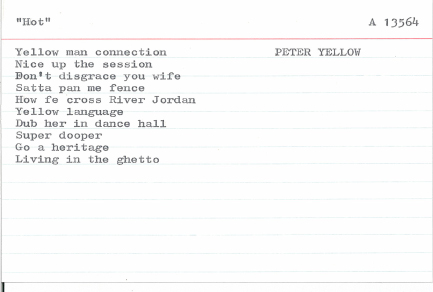 "Hot" A 13564
Yellow man connection PETER YELLOW
Nice up the session
Don't disgrace you wife
Satta pan me fence
How fe cross River Jordan
Yellow language
Dub her in dance hall
Super dooper
Go a heritage
Living in the ghetto